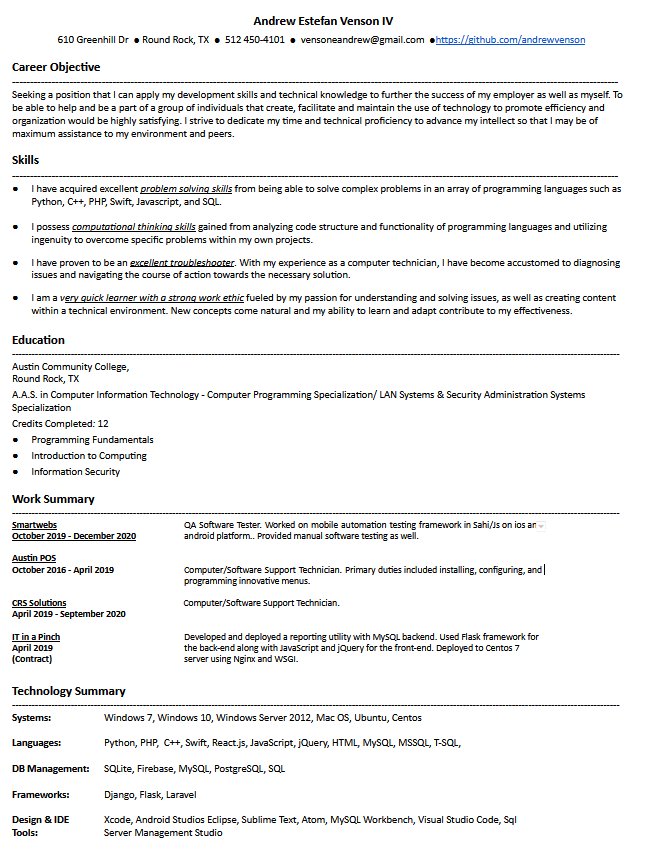 Andrew Estefan Venson IV
610 Greenhill Dr ● Round Rock, TX ● 512 450-4101 ● vensoneandrew@gmail.com ●https://github.com/andrewvenson
Career Objective
Seeking a position that I can apply my development skills and technical knowledge to further the success of my employer as well as myself. To
be able to help and be a part of a group of individuals that create, facilitate and maintain the use of technology to promote efficiency and
organization would be highly satisfying. I strive to dedicate my time and technical proficiency to advance my intellect so that I may be of
maximum assistance to my environment and peers.
Skills
● I have acquired excellent problem solving skills from being able to solve complex problems in an array of programming languages such as
Python, C++, PHP, Swift, Javascript, and SQL.
● I possess computational thinking skills gained from analyzing code structure and functionality of programming languages and utilizing
ingenuity to overcome specific problems within my own projects.
● I have proven to be an excellent troubleshooter. With my experience as a computer technician, I have become accustomed to diagnosing
issues and navigating the course of action towards the necessary solution.
● I am a very quick learner with a strong work ethic fueled by my passion for understanding and solving issues, as well as creating content
within a technical environment. New concepts come natural and my ability to learn and adapt contribute to my effectiveness.
Education
Austin Community College,
Round Rock, TX
A.A.S. in Computer Information Technology - Computer Programming Specialization/ LAN Systems & Security Administration Systems
Specialization
Credits Completed: 12
● Programming Fundamentals
● Introduction to Computing
● Information Security
Work Summary
Smartwebs QA Software Tester. Worked on mobile automation testing framework in Sahi/Js on ios an
October 2019 - December 2020 android platform.. Provided manual software testing as well.
Austin POS
October 2016 - April 2019 Computer/Software Support Technician. Primary duties included installing, configuring, and
programming innovative menus.
CRS Solutions Computer/Software Support Technician.
April 2019 - September 2020
IT in a Pinch Developed and deployed a reporting utility with MySQL backend. Used Flask framework for
April 2019 the back-end along with JavaScript and jQuery for the front-end. Deployed to Centos 7
(Contract) server using Nginx and WSGI.
Technology Summary
Systems: Windows 7, Windows 10, Windows Server 2012, Mac OS, Ubuntu, Centos
Languages: Python, PHP, C++, Swift, React.js, JavaScript, jQuery, HTML, MySQL, MSSQL, T-SQL,
DB Management: SQLite, Firebase, MySQL, PostgreSQL, SQL
Frameworks: Django, Flask, Laravel
Design & IDE Xcode, Android Studios Eclipse, Sublime Text, Atom, MySQL Workbench, Visual Studio Code, Sql
Tools: Server Management Studio